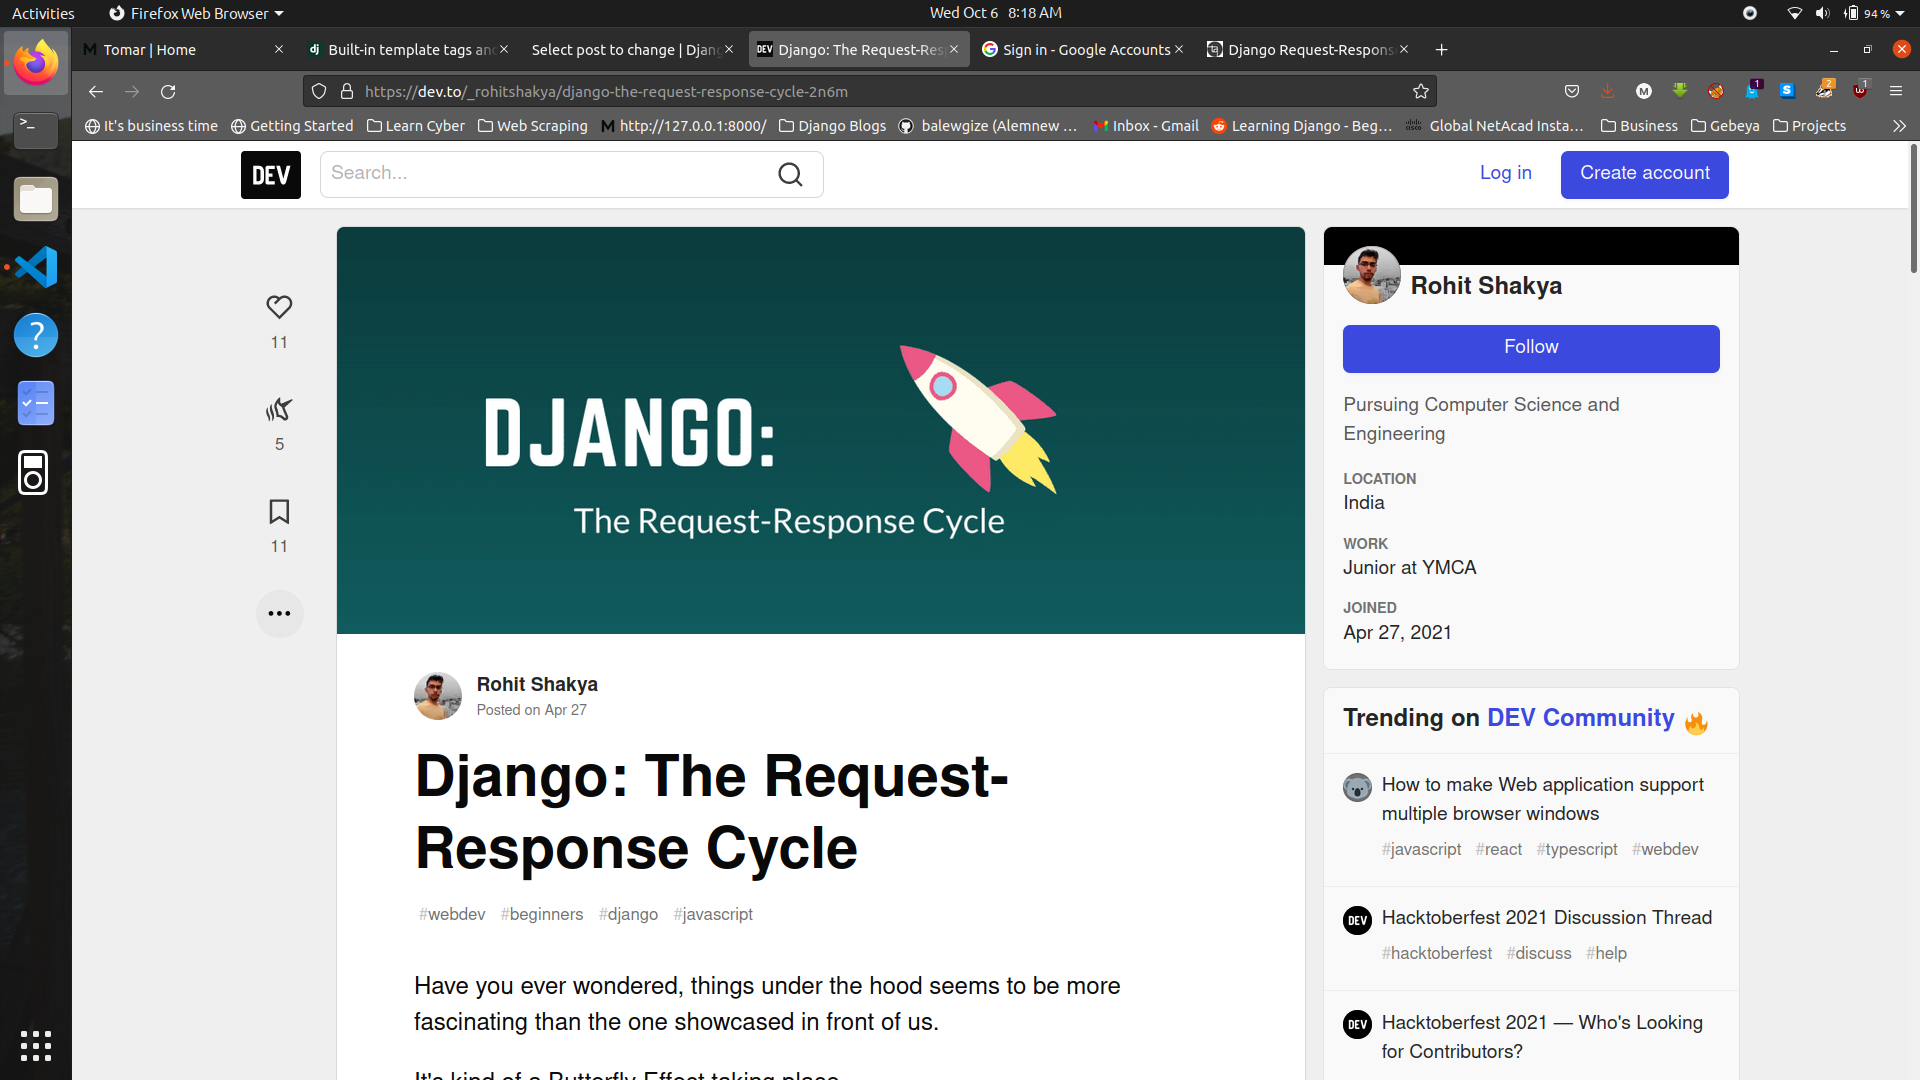 Activities
Firefox Web Browser
Wed Oct 6 8:18 AM
94 %
Tomar | Home
Built-in template tags an
Select post to change | Djan
Django: The Request-Res
Sign in - Google Accounts
Django Request-Respons
https://dev.to/_rohitshakya/django-the-request-response-cycle-2n6m
1
2
1
It's business time
Getting Started
Learn Cyber
Web Scraping
http://127.0.0.1:8000/
Django Blogs
balewgize (Alemnew ...
Inbox - Gmail
Learning Django - Beg...
Global NetAcad Insta...
Business
Gebeya
Projects
DEV
Search...
Log in
Create account
11
5
11
DJANGO:
The Request-Response Cycle
Rohit Shakya
Posted on Apr 27
Django: The Request-
Response Cycle
#webdev #beginners #django #javascript
Have you ever wondered, things under the hood seems to be more
fascinating than the one showcased in front of us.
It's kind of a Butterfly Effect taking place
Rohit Shakya
Follow
Pursuing Computer Science and
Engineering
LOCATION
India
WORK
Junior at YMCA
JOINED
Apr 27, 2021
Trending on DEV Community
How to make Web application support
multiple browser windows
#javascript #react #typescript #webdev
DEV
Hacktoberfest 2021 Discussion Thread
#hacktoberfest #discuss #help
DEV
Hacktoberfest 2021 — Who's Looking
for Contributors?